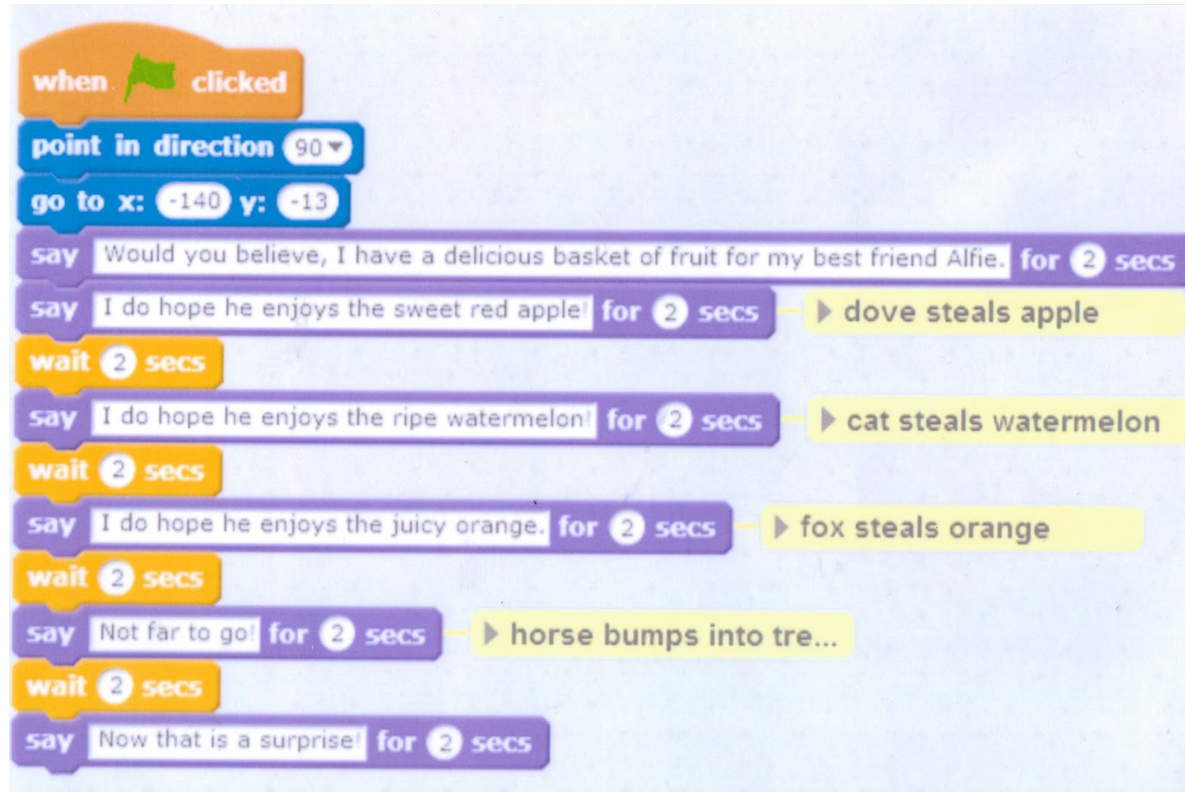 when clicked
point in direction 90
go to x: -140 y: -13
say Would you believe, I have a delicious basket of fruit for my best friend Alfie. for 2 secs
say I do hope he enjoys the sweet red apple! for 2 secs dove steals apple
wait 2 secs
say I do hope he enjoys the ripe watermelon! for 2 secs cat steals watermelon
wait 2 secs
say I do hope he enjoys the juicy orange. for 2 secs fox steals orange
wait 2 secs
say Not far to go! for 2 secs horse bumps into tre...
wait 2 secs
say Now that is a surprise! for 2 secs